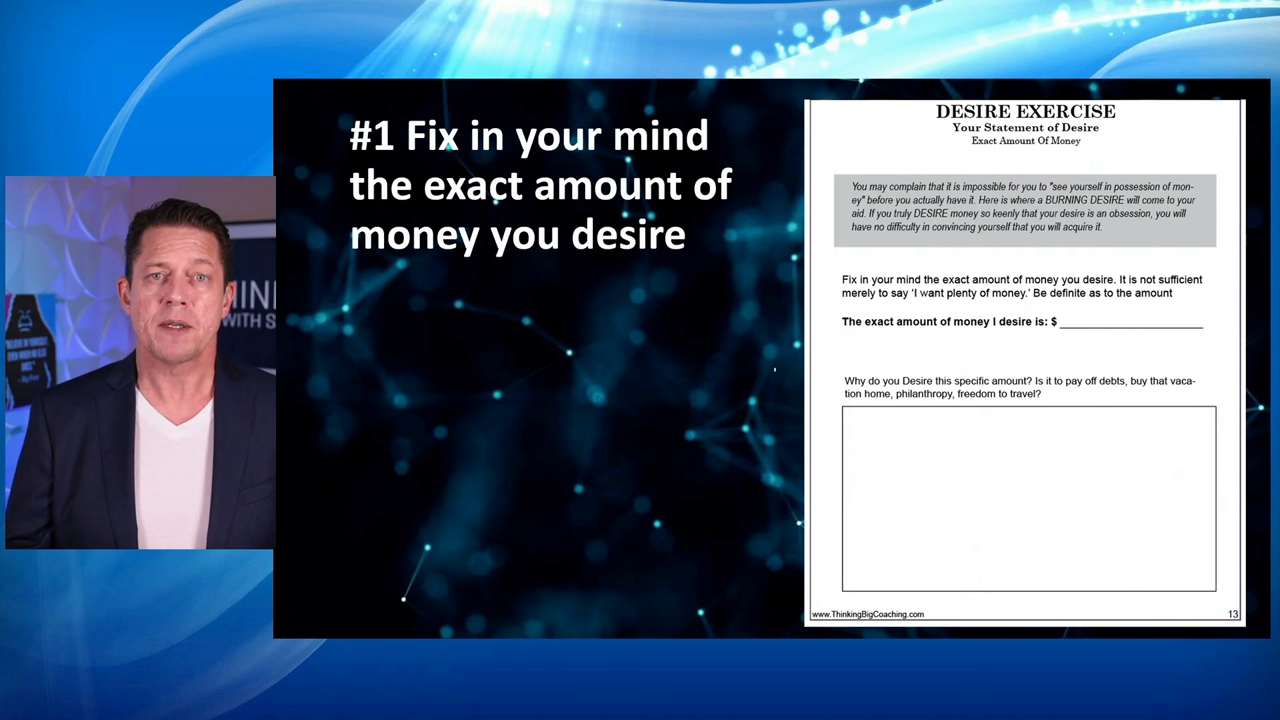 #1 Fix in your mind
the exact amount of
money you desire
DESIRE EXERCISE
Your Statement of Desire
Exact Amount Of Money
You may complain that it is impossible for you to "see yourself in possession of mon-
ey" before you actually have it. Here is where a BURNING DESIRE will come to your
aid. If you truly DESIRE money so keenly that your desire is an obsession, you will
have no difficulty in convincing yourself that you will acquire it.
Fix in your mind the exact amount of money you desire. It is not sufficient
merely to say 'I want plenty of money.' Be definite as to the amount
The exact amount of money I desire is: $
Why do you Desire this specific amount? Is it to pay off debts, buy that vaca-
tion home, philanthropy, freedom to travel?
www.ThinkingBigCoaching.com
13
WITH S